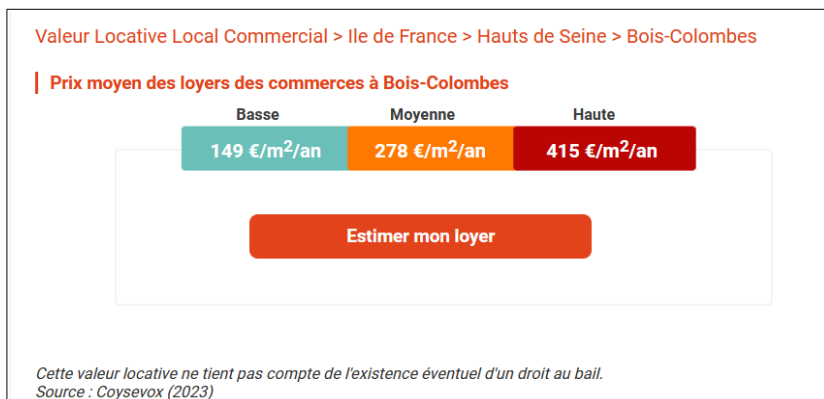 Valeur Locative Local Commercial > Ile de France > Hauts de Seine > Bois-Colombes
Prix moyen des loyers des commerces à Bois-Colombes
Basse Moyenne Haute
149 €/m²/an 278 €/m²/an 415 €/m²/an
Estimer mon loyer
Cette valeur locative ne tient pas compte de l'existence éventuel d'un droit au bail.
Source : Coysevox (2023)